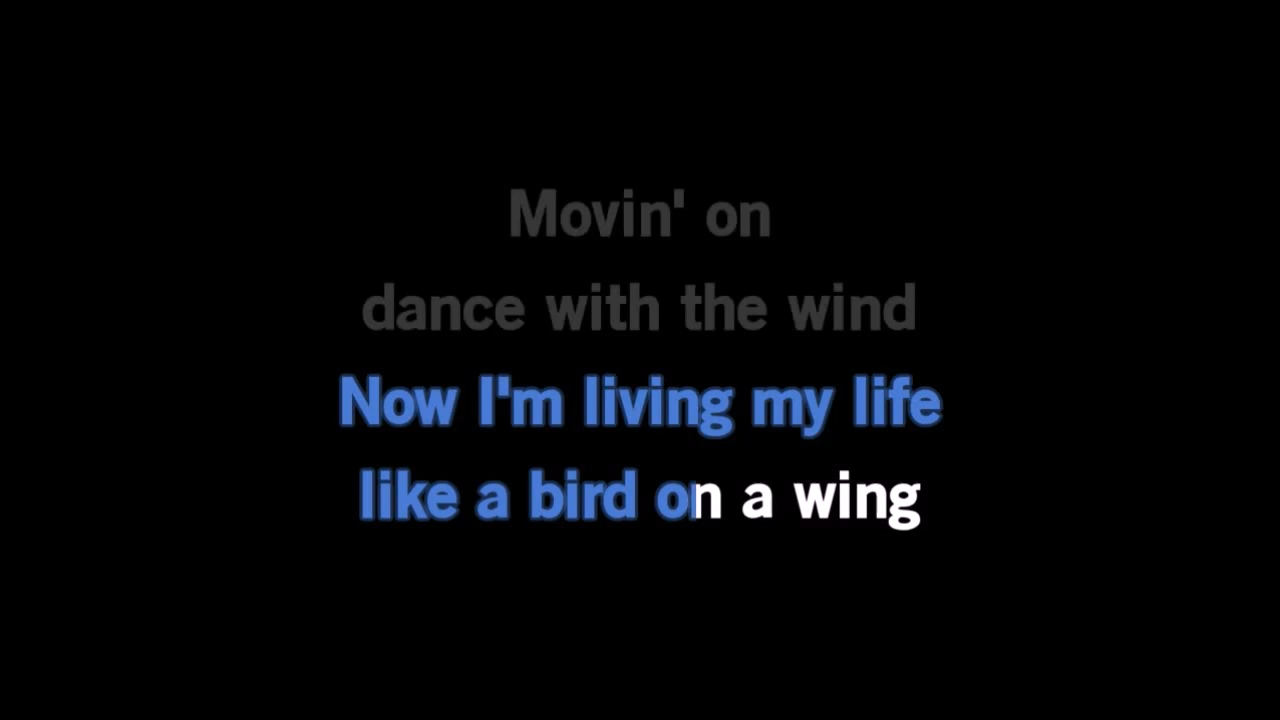 Movin' on
dance with the wind
Now I'm living my life
like a bird on a wing